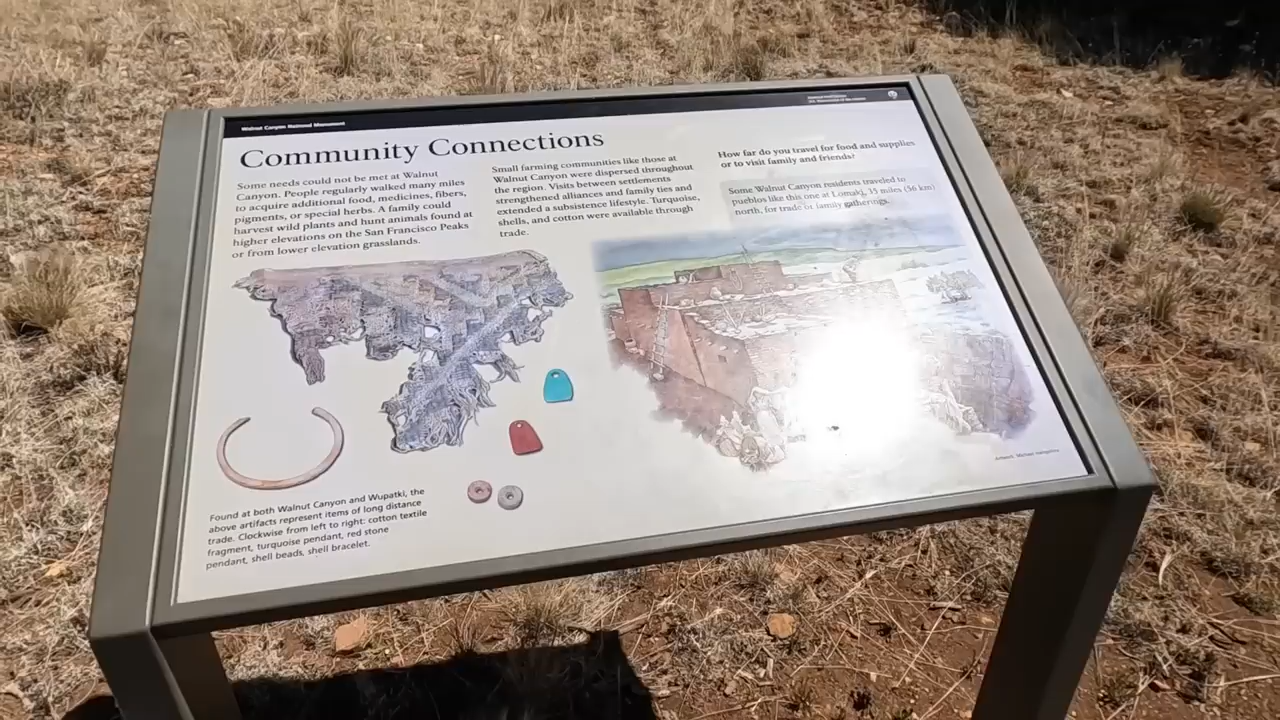 Walnut Canyon National Monument
Community Connections
Some needs could not be met at Walnut
Canyon. People regularly walked many miles
to acquire additional food, medicines, fibers,
pigments, or special herbs. A family could
harvest wild plants and hunt animals found at
higher elevations on the San Francisco Peaks
or from lower elevation grasslands.
Small farming communities like those at
Walnut Canyon were dispersed throughout
the region. Visits between settlements
strengthened alliances and family ties and
extended a subsistence lifestyle. Turquoise,
shells, and cotton were available through
trade.
How far do you travel for food and supplies
or to visit family and friends?
Some Walnut Canyon residents traveled to
pueblos like this one at Lomaki, 35 miles (56 km)
north, for trade or family gatherings.
Found at both Walnut Canyon and Wupatki, the
above artifacts represent items of long distance
trade. Clockwise from left to right: cotton textile
fragment, turquoise pendant, red stone
pendant, shell beads, shell bracelet.
Artwork: Michael